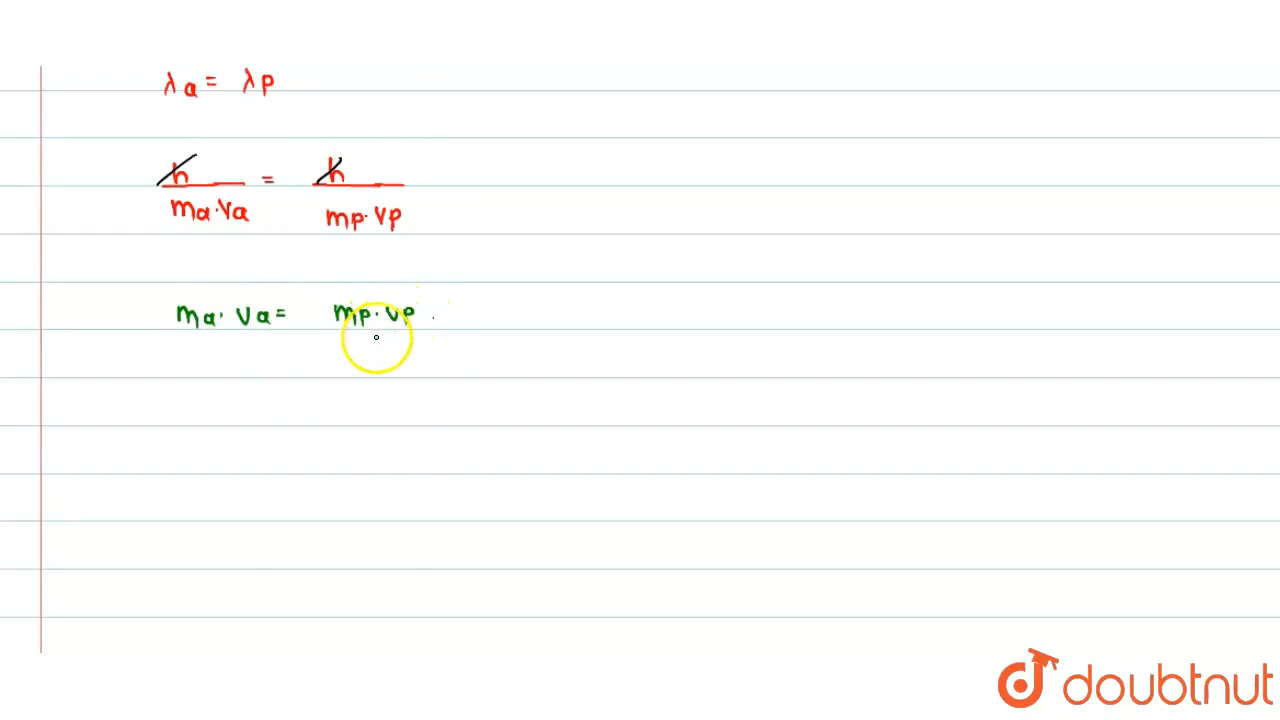 λa = λp
h/ma·va = h/mp·vp
ma·va = mp·vp
doubtnut